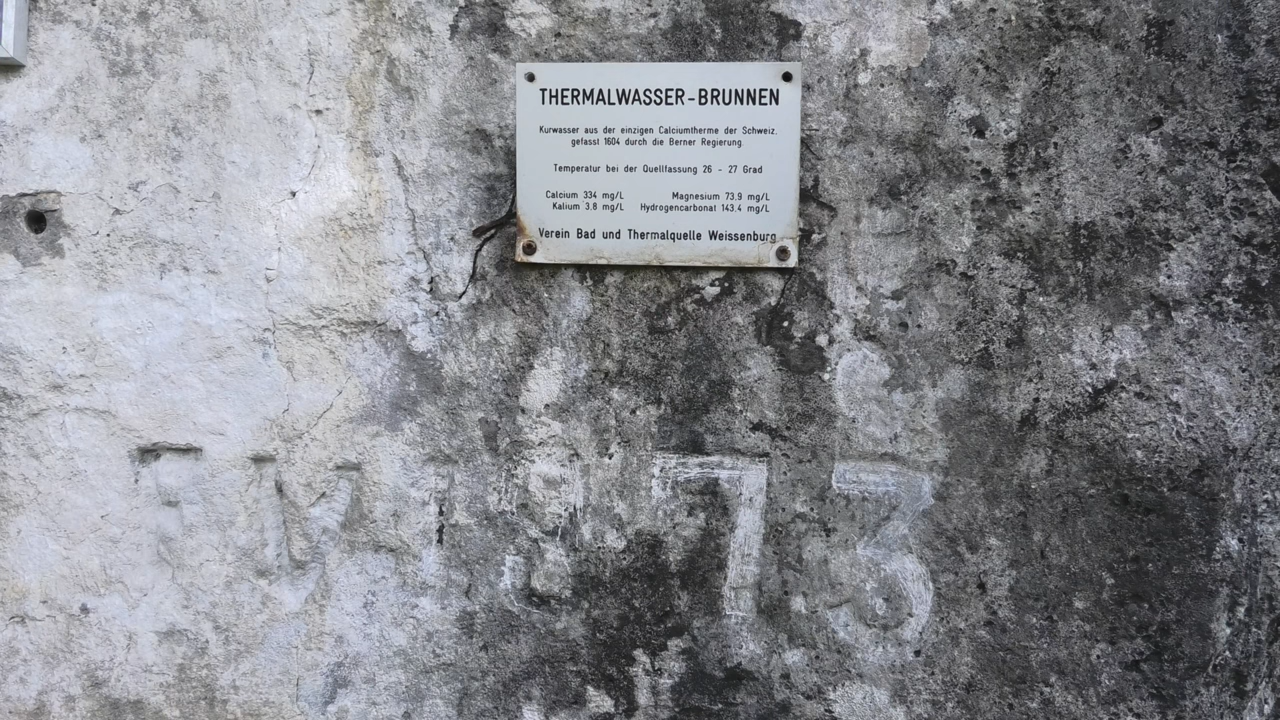 THERMALWASSER-BRUNNEN
Kurwasser aus der einzigen Calciumtherme der Schweiz.
gefasst 1604 durch die Berner Regierung.
Temperatur bei der Quellfassung 26 - 27 Grad
Calcium 334 mg/L Magnesium 73.9 mg/L
Kalium 3.8 mg/L Hydrogencarbonat 143.4 mg/L
Verein Bad und Thermalquelle Weissenburg
1973